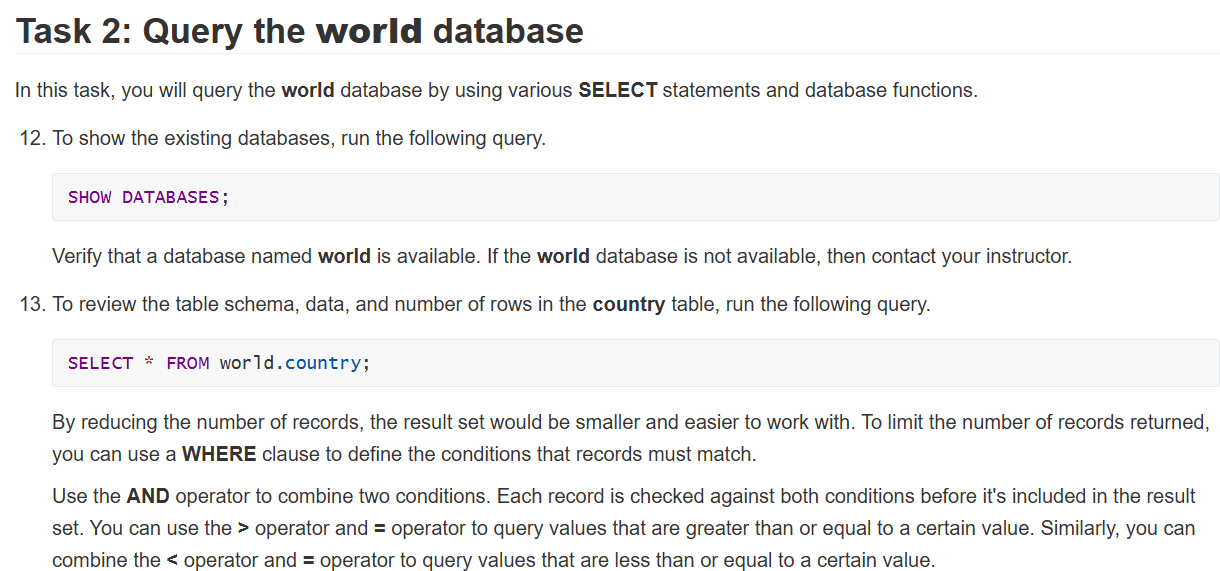 Task 2: Query the world database
In this task, you will query the world database by using various SELECT statements and database functions.
12. To show the existing databases, run the following query.
SHOW DATABASES;
Verify that a database named world is available. If the world database is not available, then contact your instructor.
13. To review the table schema, data, and number of rows in the country table, run the following query.
SELECT * FROM world.country;
By reducing the number of records, the result set would be smaller and easier to work with. To limit the number of records returned,
you can use a WHERE clause to define the conditions that records must match.
Use the AND operator to combine two conditions. Each record is checked against both conditions before it's included in the result
set. You can use the > operator and = operator to query values that are greater than or equal to a certain value. Similarly, you can
combine the < operator and = operator to query values that are less than or equal to a certain value.